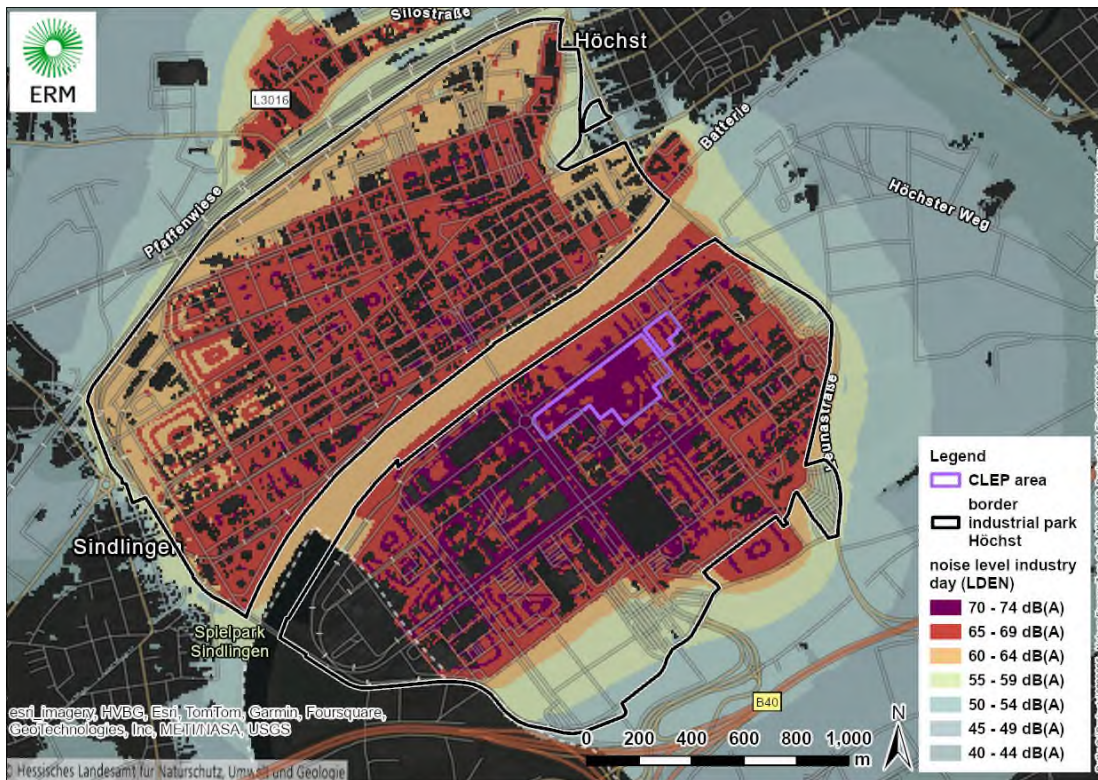 ERM
Silostraße
Höchst
L3016
Batterie
Pfaffenwiese
Höchster Weg
Sindlingen
Spielpark
Sindlingen
B40
Legend
CLEP area
border
industrial park
Höchst
noise level industry
day (LDEN)
70 - 74 dB(A)
65 - 69 dB(A)
60 - 64 dB(A)
55 - 59 dB(A)
50 - 54 dB(A)
45 - 49 dB(A)
40 - 44 dB(A)
N
0 200 400 600 800 1,000
m
esri_imagery, HVBG, Esri, TomTom, Garmin, Foursquare,
GeoTechnologies, Inc, METI/NASA, USGS
© Hessisches Landesamt für Naturschutz, Umwelt und Geologie